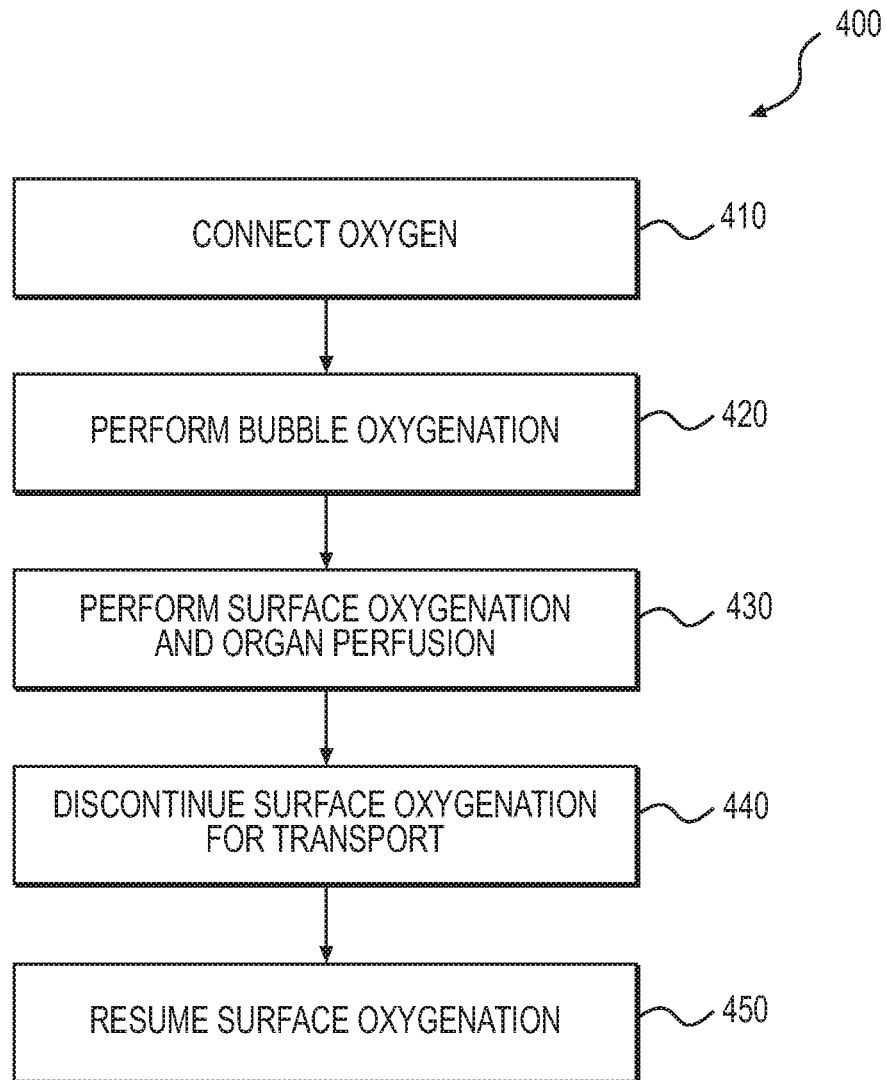 400
CONNECT OXYGEN
410
PERFORM BUBBLE OXYGENATION
420
PERFORM SURFACE OXYGENATION
AND ORGAN PERFUSION
430
DISCONTINUE SURFACE OXYGENATION
FOR TRANSPORT
440
RESUME SURFACE OXYGENATION
450